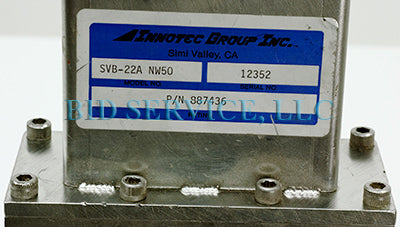 INNOTEC GROUP INC.
Simi Valley, CA
SVB-22A NW50 12352
MODEL NO. SERIAL NO.
BID SERVICE, LLC
P/N 887436